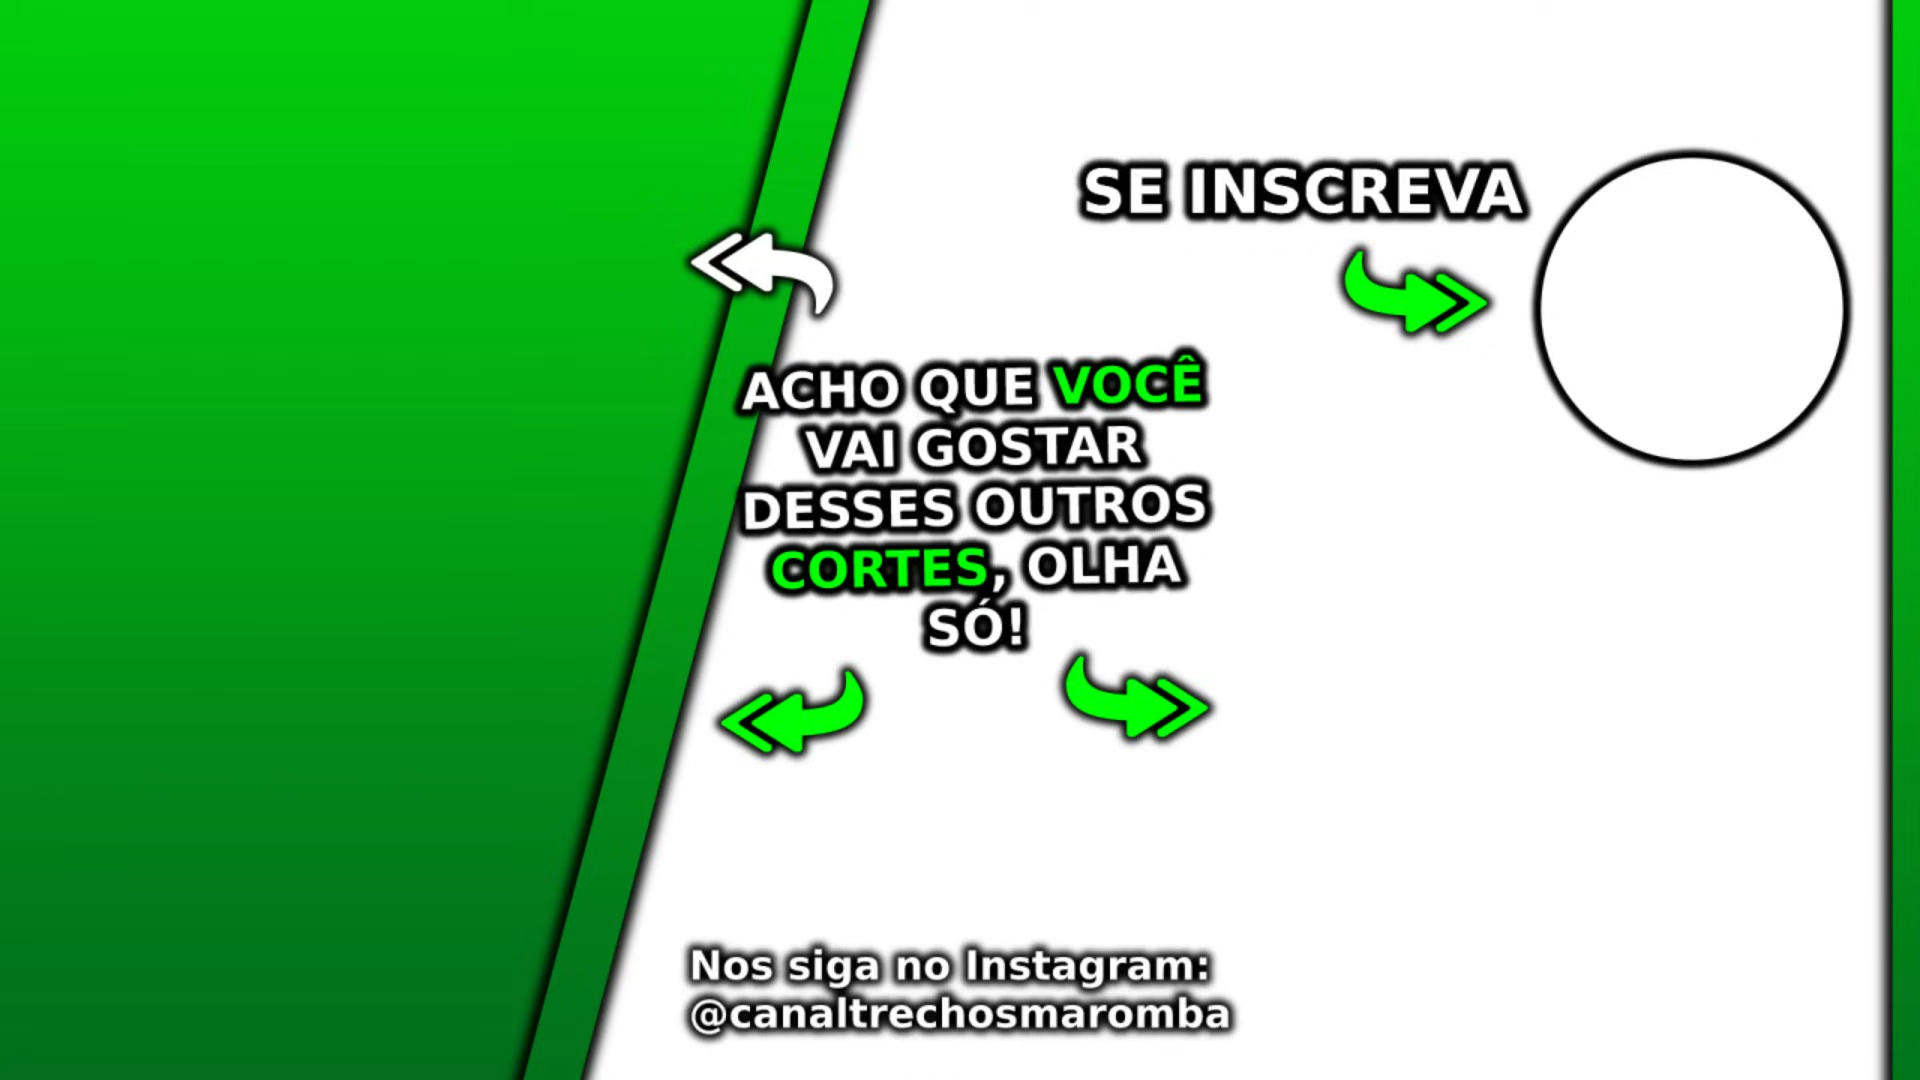 SE INSCREVA
ACHO QUE VOCÊ
VAI GOSTAR
DESSES OUTROS
CORTES, OLHA
SÓ!
Nos siga no Instagram:
@canaltrechosmaromba